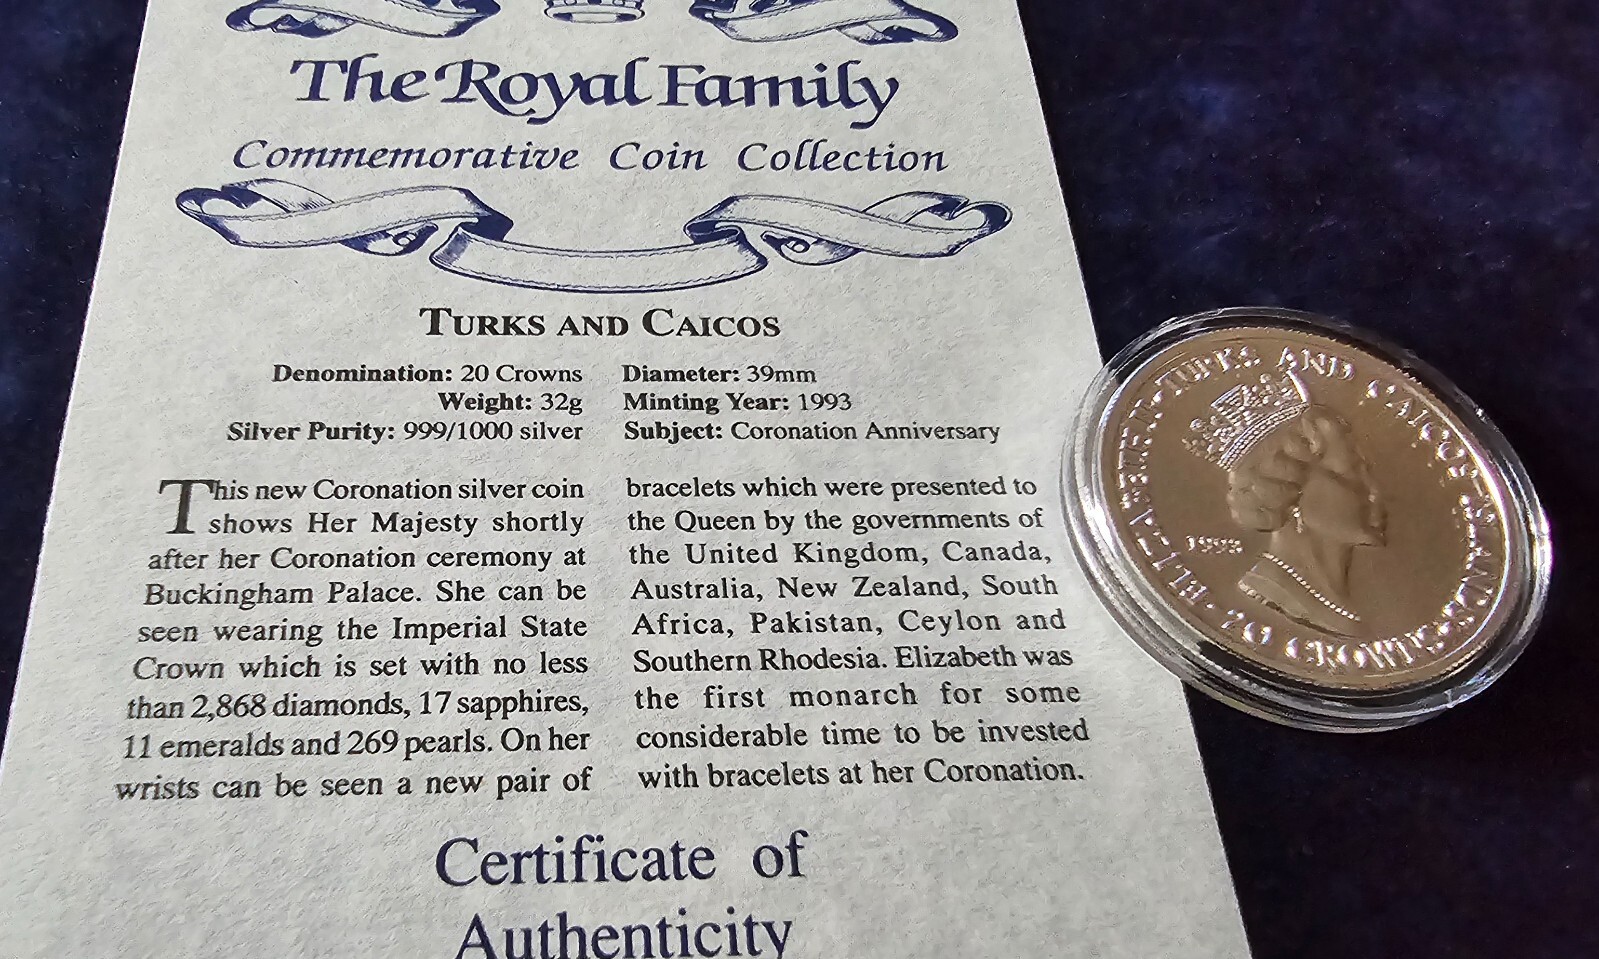 The Royal Family
Commemorative Coin Collection
TURKS AND CAICOS
Denomination: 20 Crowns
Weight: 32g
Silver Purity: 999/1000 silver
Diameter: 39mm
Minting Year: 1993
Subject: Coronation Anniversary
This new Coronation silver coin
shows Her Majesty shortly
after her Coronation ceremony at
Buckingham Palace. She can be
seen wearing the Imperial State
Crown which is set with no less
than 2,868 diamonds, 17 sapphires,
11 emeralds and 269 pearls. On her
wrists can be seen a new pair of
bracelets which were presented to
the Queen by the governments of
the United Kingdom, Canada,
Australia, New Zealand, South
Africa, Pakistan, Ceylon and
Southern Rhodesia. Elizabeth was
the first monarch for some
considerable time to be invested
with bracelets at her Coronation.
Certificate of
Authenticity
ELIZABETH II • TURKS AND CAICOS ISLANDS
20 CROWNS